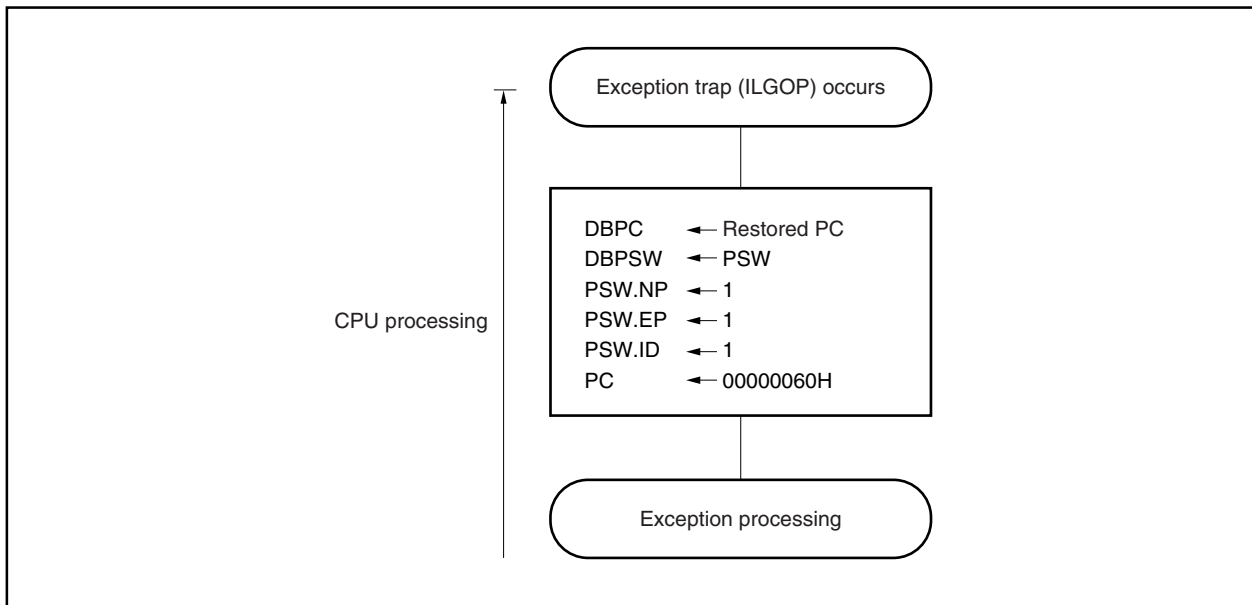 Exception trap (ILGOP) occurs
CPU processing
DBPC ← Restored PC
DBPSW ← PSW
PSW.NP ← 1
PSW.EP ← 1
PSW.ID ← 1
PC ← 00000060H
Exception processing